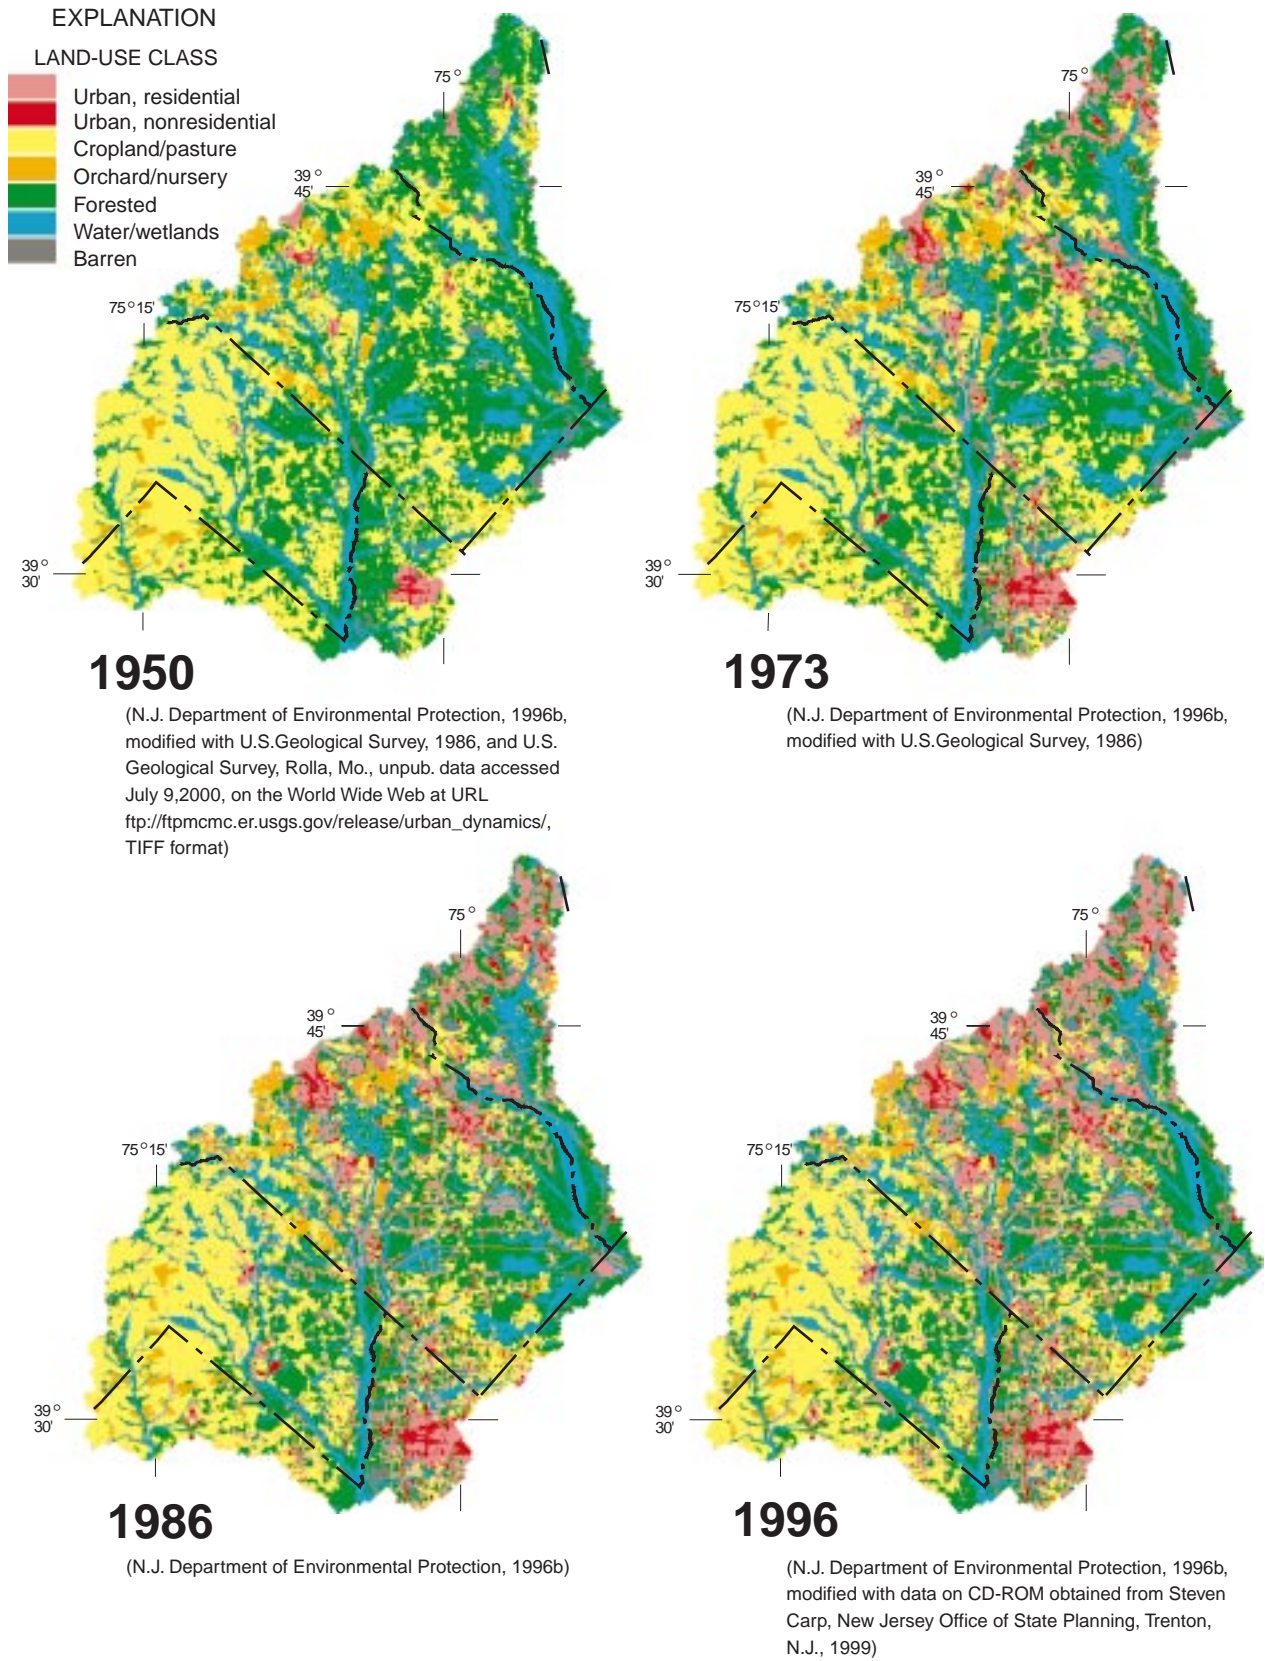 EXPLANATION
LAND-USE CLASS
Urban, residential
Urban, nonresidential
Cropland/pasture
Orchard/nursery
Forested
Water/wetlands
Barren
75°
39°
45'
75°15'
39°
30'
1950
(N.J. Department of Environmental Protection, 1996b,
modified with U.S.Geological Survey, 1986, and U.S.
Geological Survey, Rolla, Mo., unpub. data accessed
July 9,2000, on the World Wide Web at URL
ftp://ftpmcmc.er.usgs.gov/release/urban_dynamics/,
TIFF format)
75°
39°
45'
75°15'
39°
30'
1973
(N.J. Department of Environmental Protection, 1996b,
modified with U.S.Geological Survey, 1986)
75°
39°
45'
75°15'
39°
30'
1986
(N.J. Department of Environmental Protection, 1996b)
75°
39°
45'
75°15'
39°
30'
1996
(N.J. Department of Environmental Protection, 1996b,
modified with data on CD-ROM obtained from Steven
Carp, New Jersey Office of State Planning, Trenton,
N.J., 1999)